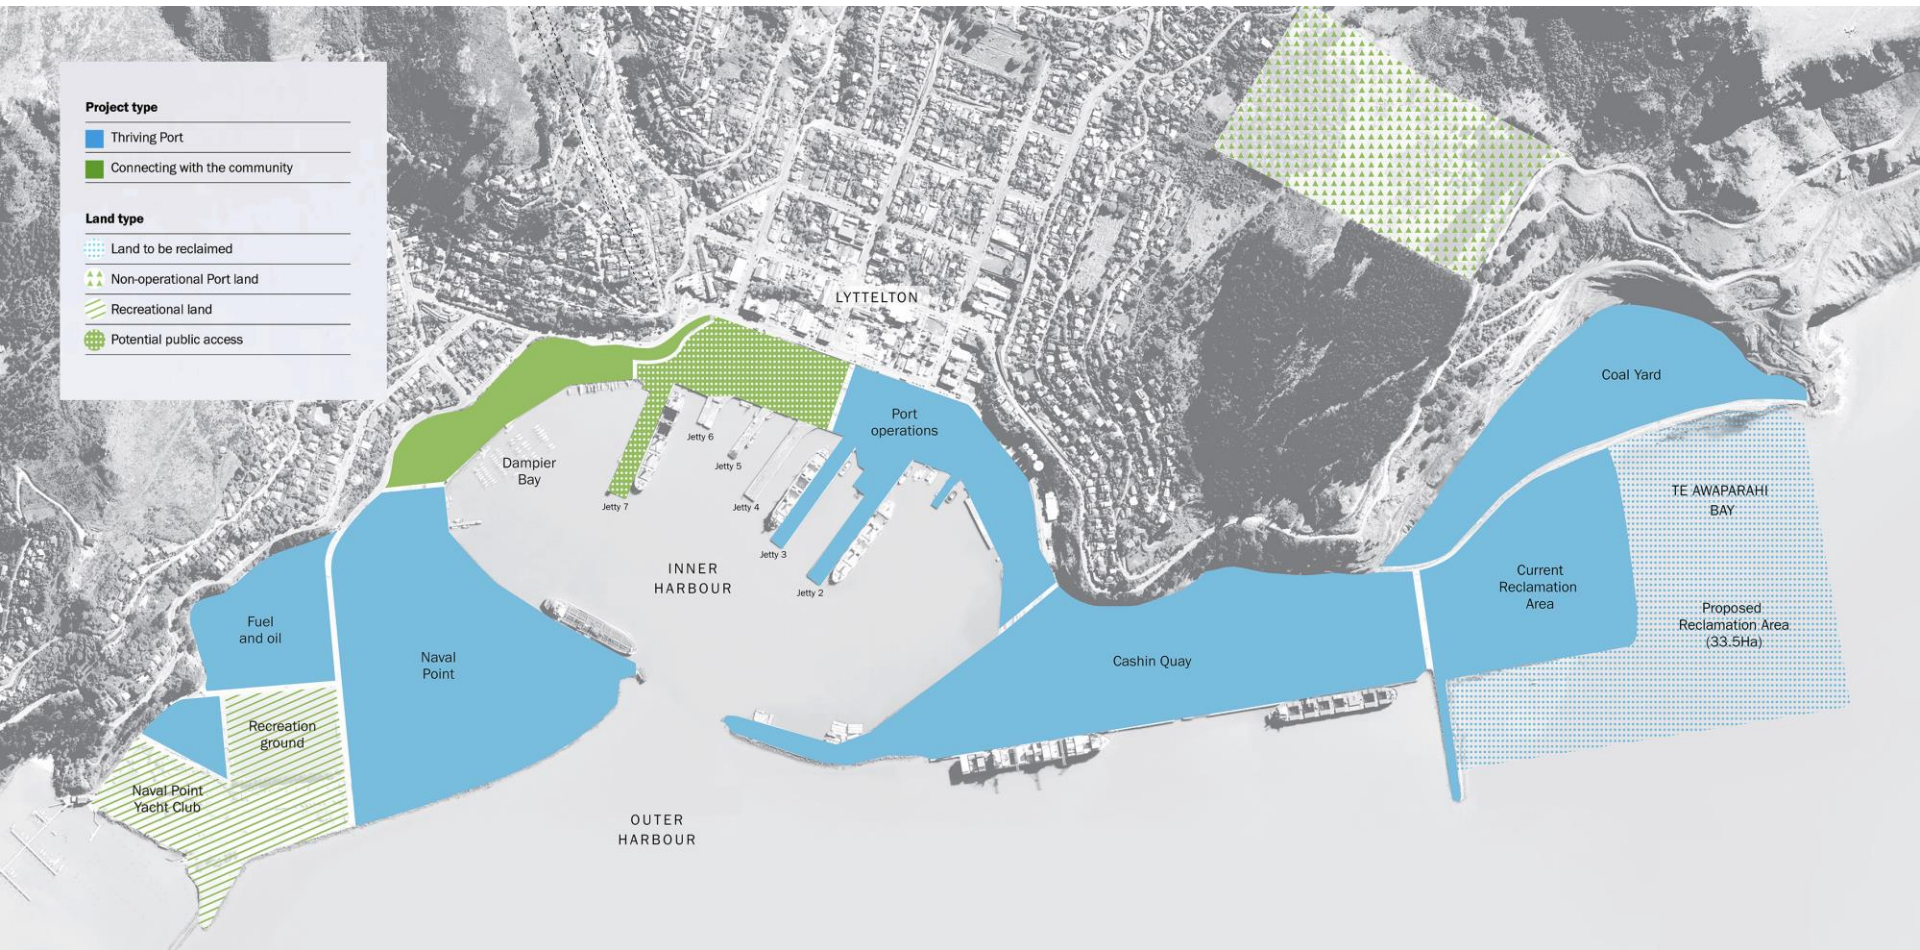 Project type
Thriving Port
Connecting with the community
Land type
Land to be reclaimed
Non-operational Port land
Recreational land
Potential public access
LYTTELTON
Coal Yard
Port
operations
Jetty 6
Jetty 5
Dampier
Bay
Jetty 7
Jetty 4
TE AWAPARAHI
BAY
Jetty 3
INNER
HARBOUR
Jetty 2
Current
Reclamation
Area
Fuel
and oil
Proposed
Reclamation Area
(33.5Ha)
Naval
Point
Cashin Quay
Recreation
ground
Naval Point
Yacht Club
OUTER
HARBOUR